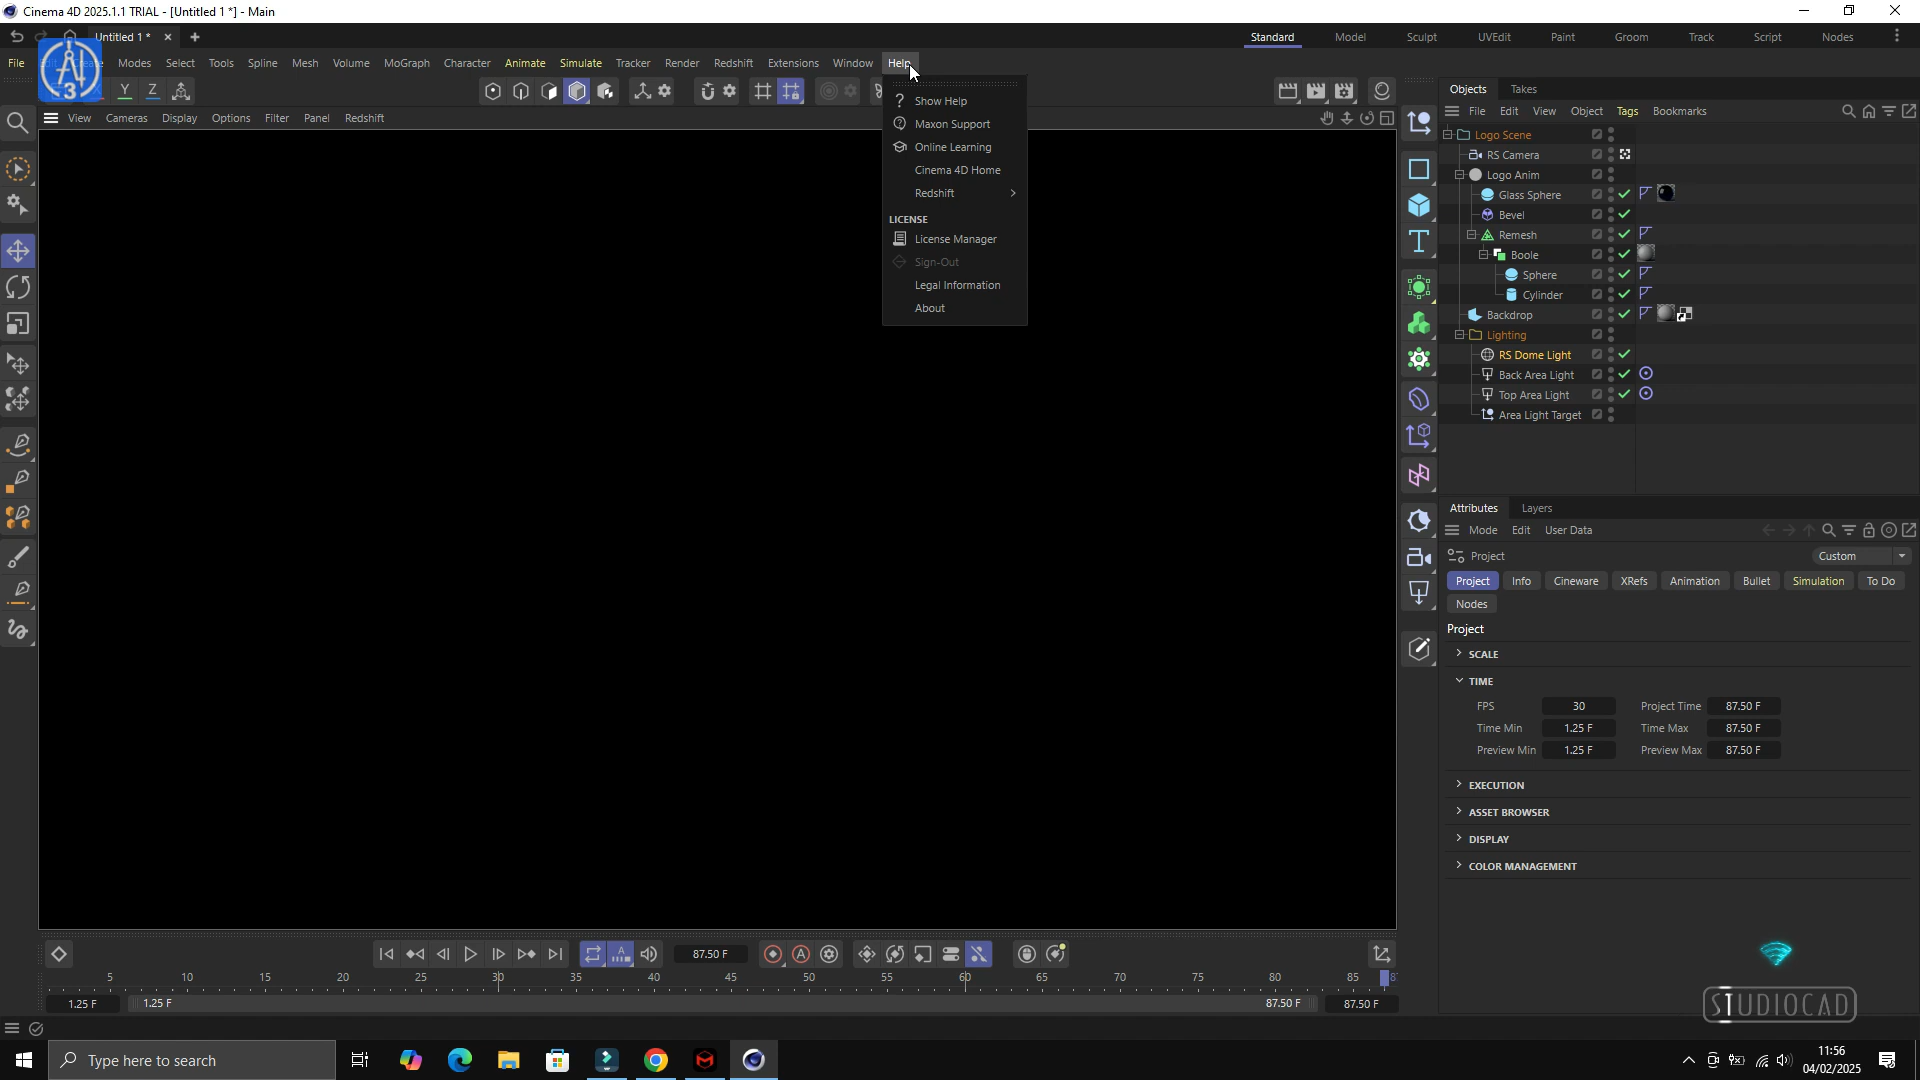 Cinema 4D 2025.1.1 TRIAL - [Untitled 1 *] - Main
Untitled 1 *
Standard Model Sculpt UVEdit Paint Groom Track Script Nodes
File Modes Select Tools Spline Mesh Volume MoGraph Character Animate Simulate Tracker Render Redshift Extensions Window Help
3
Y Z
View Cameras Display Options Filter Panel Redshift
Show Help
Maxon Support
Online Learning
Cinema 4D Home
Redshift
LICENSE
License Manager
Sign-Out
Legal Information
About
Objects Takes
File Edit View Object Tags Bookmarks
Logo Scene
RS Camera
Logo Anim
Glass Sphere
Bevel
Remesh
Boole
Sphere
Cylinder
Backdrop
Lighting
RS Dome Light
Back Area Light
Top Area Light
Area Light Target
Attributes Layers
Mode Edit User Data
Project Custom
Project Info Cineware XRefs Animation Bullet Simulation To Do
Nodes
Project
SCALE
TIME
FPS 30 Project Time 87.50 F
Time Min 1.25 F Time Max 87.50 F
Preview Min 1.25 F Preview Max 87.50 F
EXECUTION
ASSET BROWSER
DISPLAY
COLOR MANAGEMENT
87.50 F
5 10 15 20 25 30 35 40 45 50 55 60 65 70 75 80 85
1.25 F 1.25 F 87.50 F 87.50 F
STUDIOCAD
Type here to search
11:56
04/02/2025